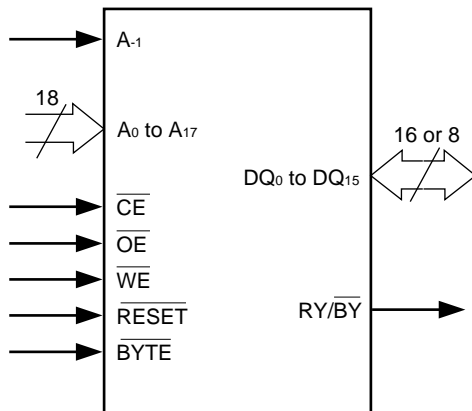 A-1
18
A0 to A17
16 or 8
DQ0 to DQ15
CE
OE
WE
RESET
RY/BY
BYTE